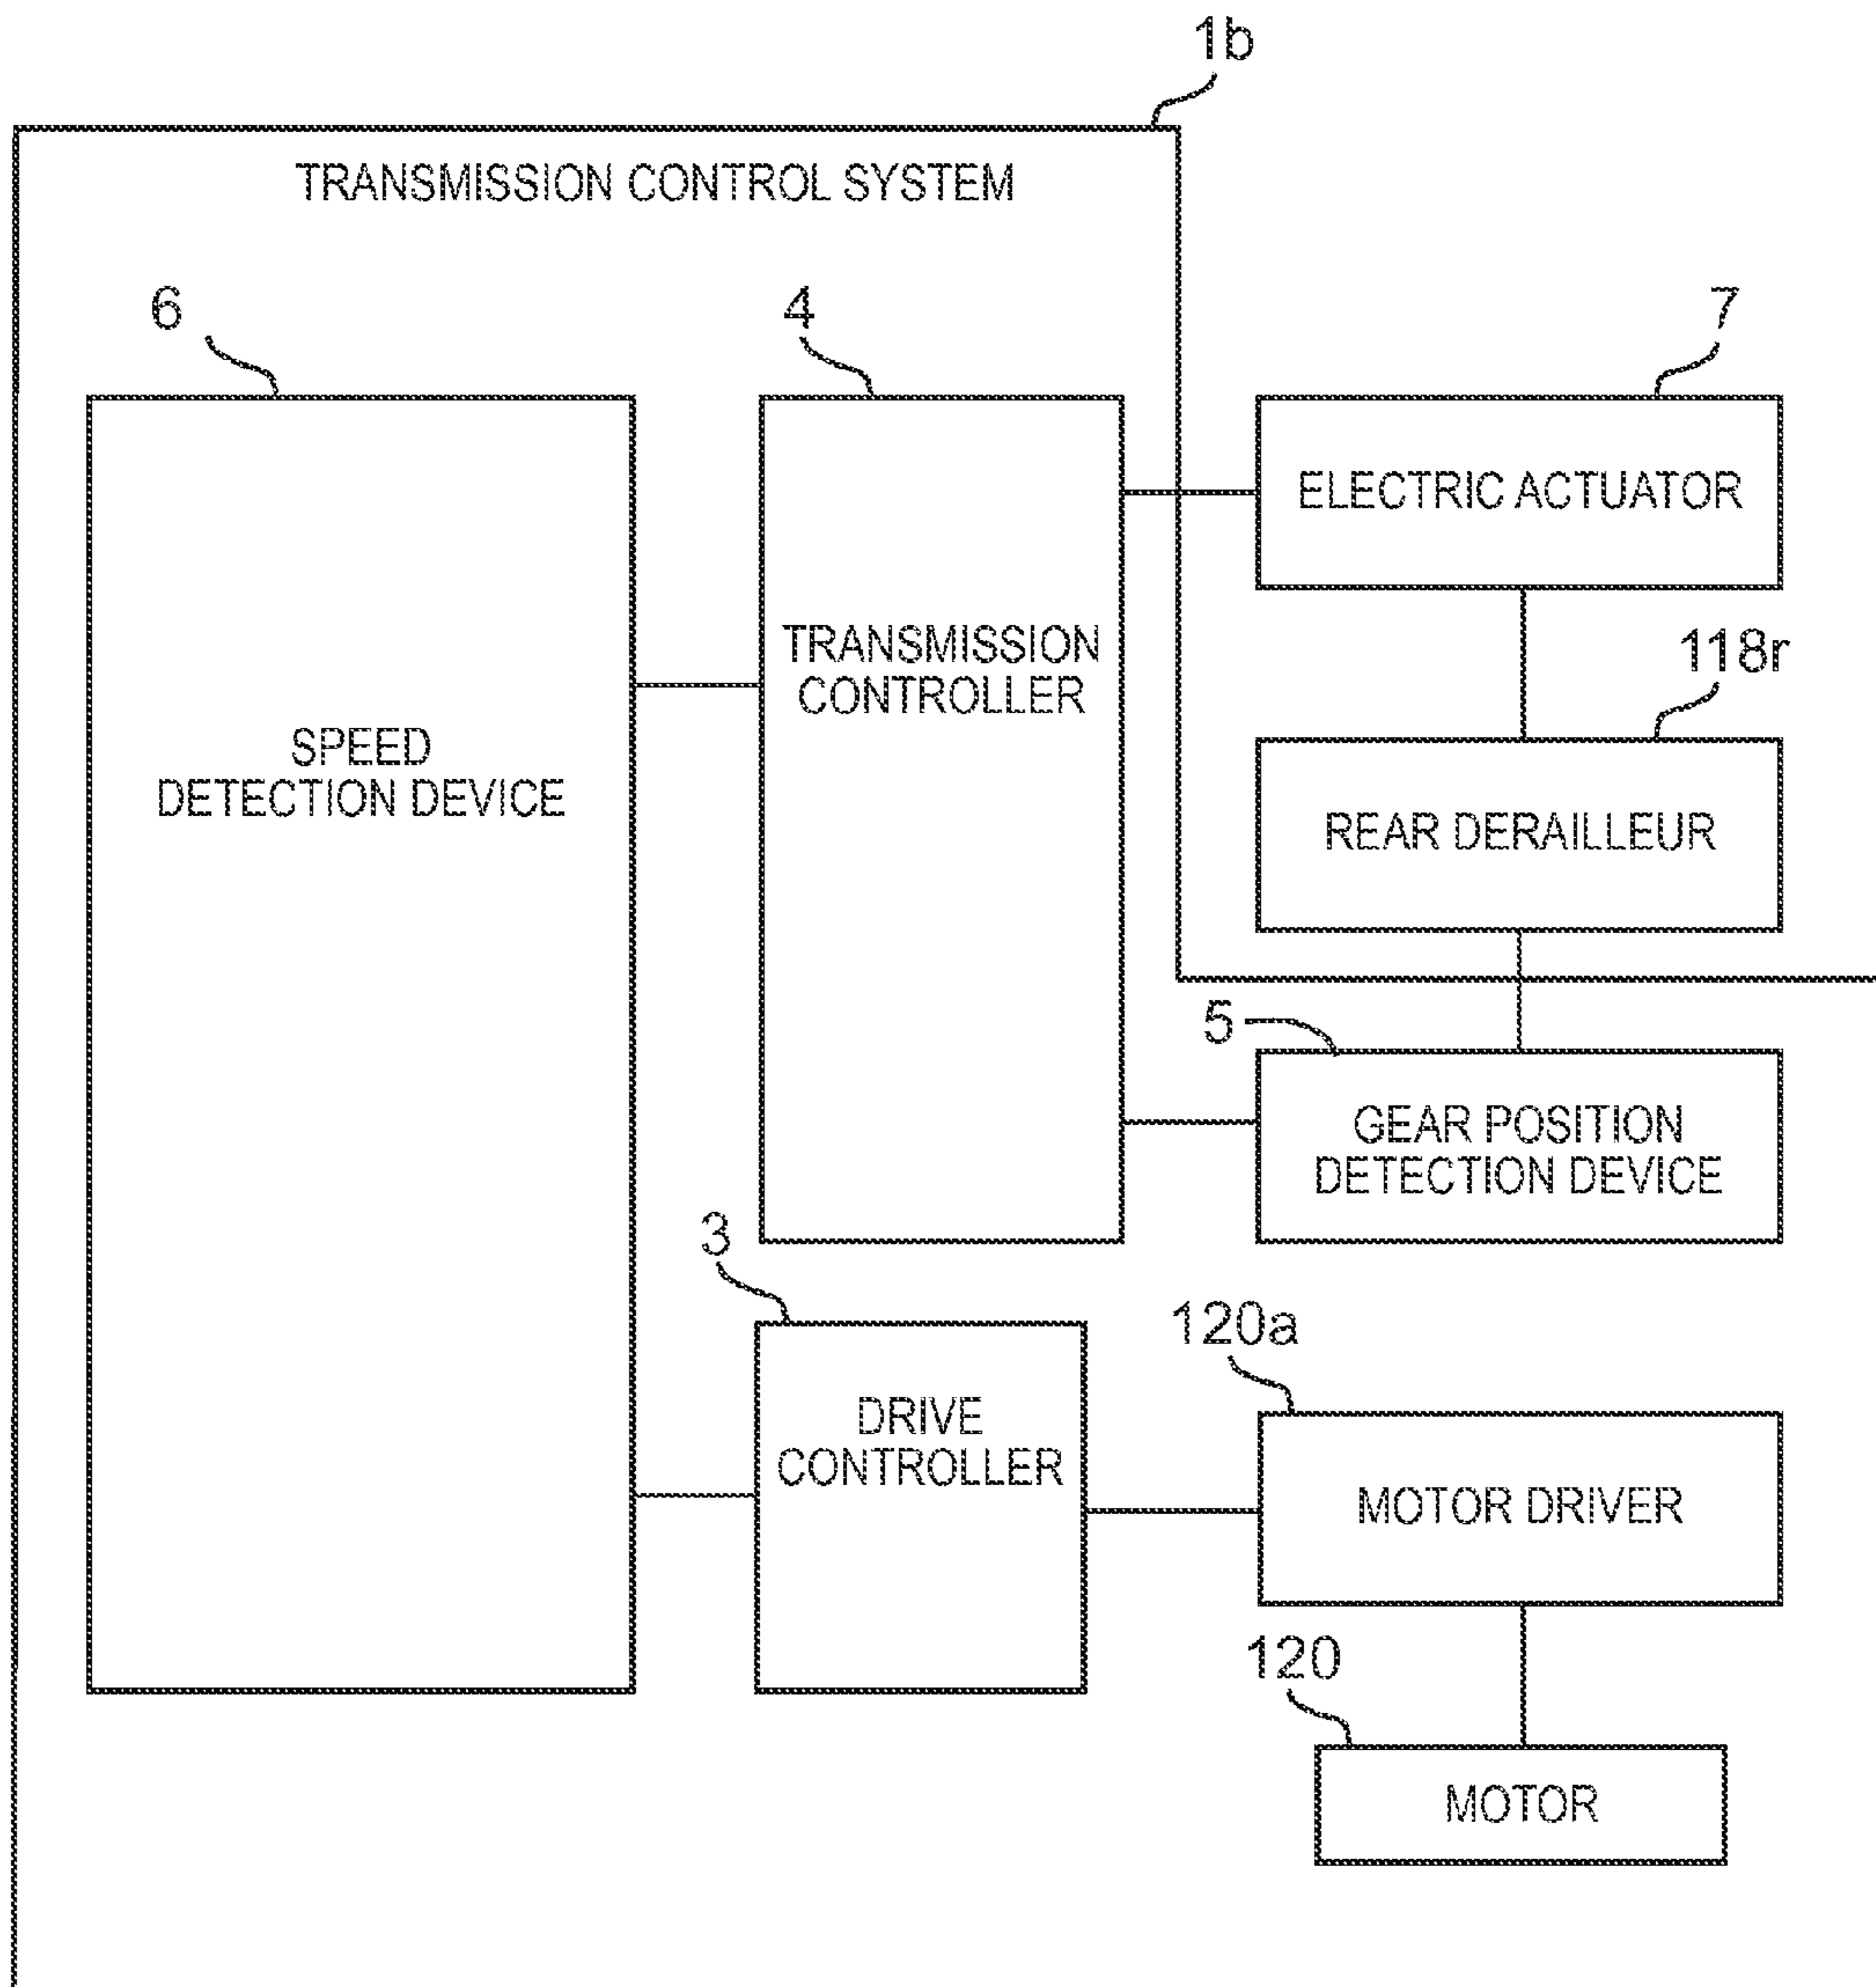 1b
TRANSMISSION CONTROL SYSTEM
6
4
7
ELECTRIC ACTUATOR
TRANSMISSION
CONTROLLER
118r
SPEED
DETECTION DEVICE
REAR DERAILLEUR
5
GEAR POSITION
DETECTION DEVICE
3
120a
DRIVE
CONTROLLER
MOTOR DRIVER
120
MOTOR